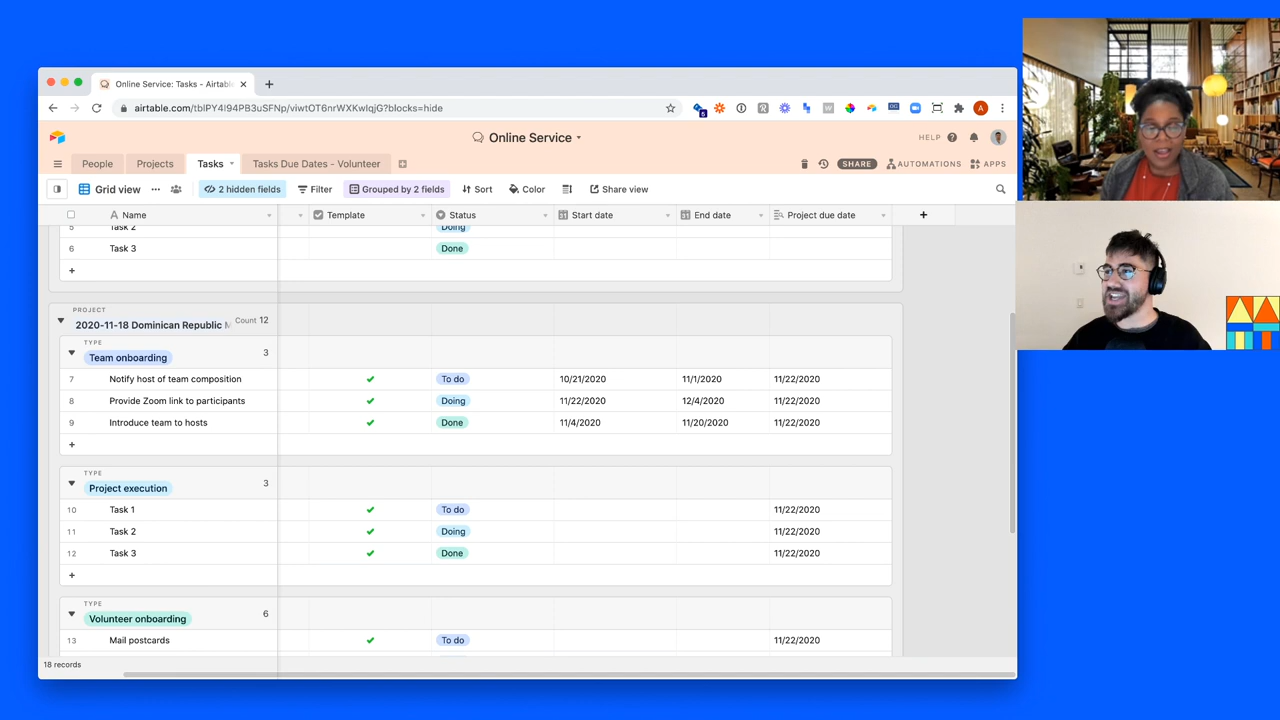 Online Service: Tasks - Airtable
airtable.com/tblPY4I94PB3uSFNp/viwtOT6nrWXKwIqjG?blocks=hide
5
A
Online Service
HELP
People
Projects
Tasks
Tasks Due Dates - Volunteer
SHARE
AUTOMATIONS
APPS
Grid view
2 hidden fields
Filter
Grouped by 2 fields
Sort
Color
Share view
Name Template Status Start date End date Project due date
5 Task 2 Doing
6 Task 3 Done
PROJECT
2020-11-18 Dominican Republic M Count 12
TYPE
Team onboarding 3
7 Notify host of team composition To do 10/21/2020 11/1/2020 11/22/2020
8 Provide Zoom link to participants Doing 11/22/2020 12/4/2020 11/22/2020
9 Introduce team to hosts Done 11/4/2020 11/20/2020 11/22/2020
TYPE
Project execution 3
10 Task 1 To do 11/22/2020
11 Task 2 Doing 11/22/2020
12 Task 3 Done 11/22/2020
TYPE
Volunteer onboarding 6
13 Mail postcards To do 11/22/2020
18 records